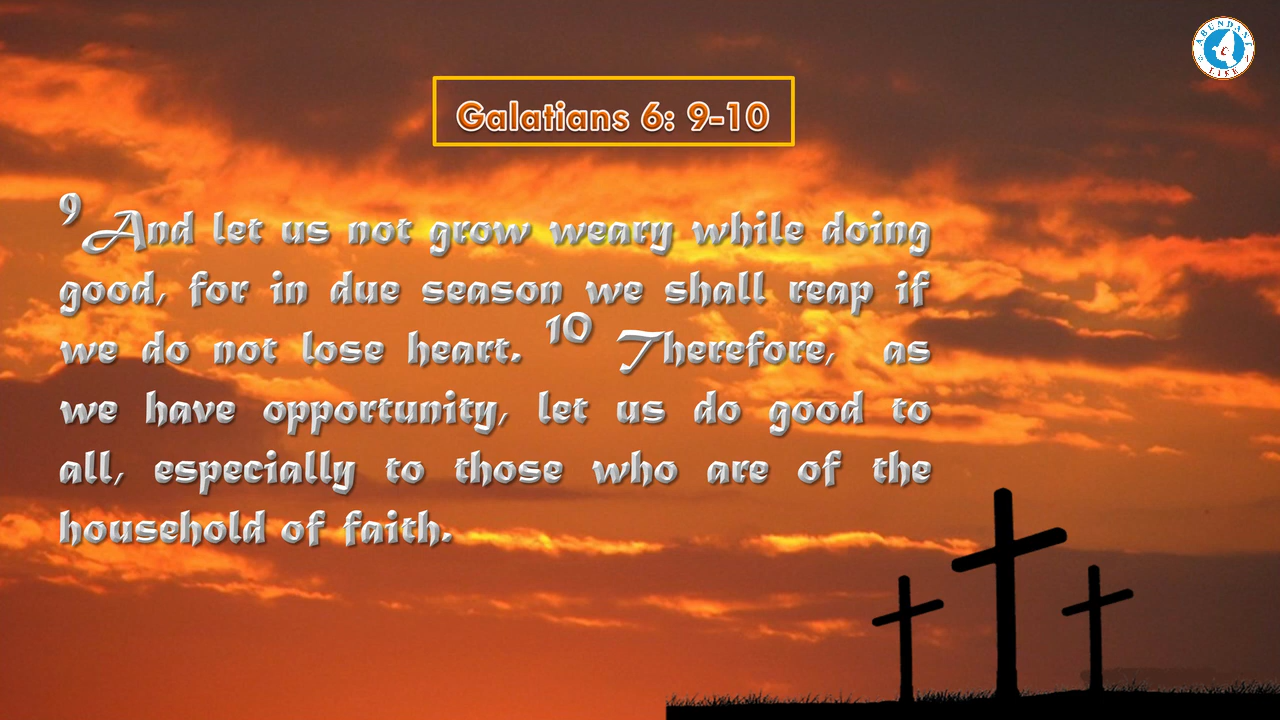 ABUNDANT
LIFE
Galatians 6: 9-10
9 And let us not grow weary while doing
good, for in due season we shall reap if
we do not lose heart. 10 Therefore, as
we have opportunity, let us do good to
all, especially to those who are of the
household of faith.